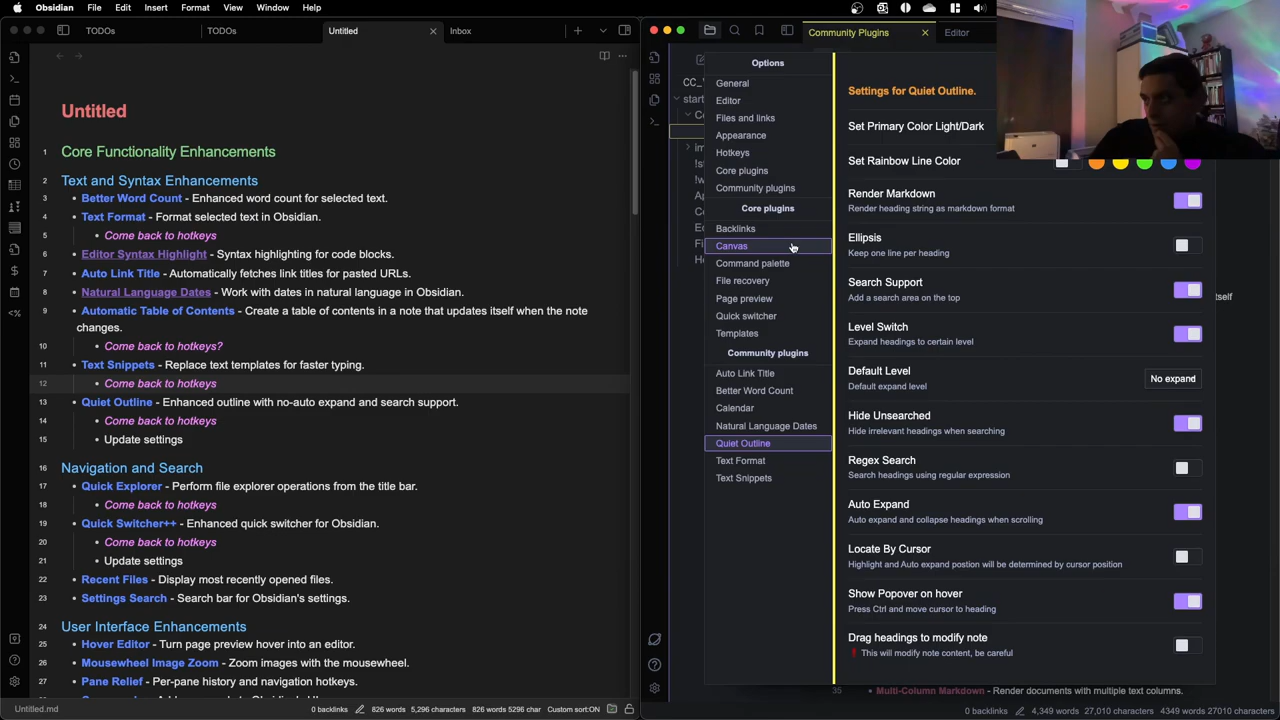 Obsidian File Edit Insert Format View Window Help
TODOs
TODOs
Untitled
Inbox
Untitled
1 Core Functionality Enhancements
2 Text and Syntax Enhancements
3 • Better Word Count - Enhanced word count for selected text.
4 • Text Format - Format selected text in Obsidian.
5 • Come back to hotkeys
6 • Editor Syntax Highlight - Syntax highlighting for code blocks.
7 • Auto Link Title - Automatically fetches link titles for pasted URLs.
8 • Natural Language Dates - Work with dates in natural language in Obsidian.
9 • Automatic Table of Contents - Create a table of contents in a note that updates itself when the note
changes.
10 • Come back to hotkeys?
11 • Text Snippets - Replace text templates for faster typing.
12 • Come back to hotkeys
13 • Quiet Outline - Enhanced outline with no-auto expand and search support.
14 • Come back to hotkeys
15 • Update settings
16 Navigation and Search
17 • Quick Explorer - Perform file explorer operations from the title bar.
18 • Come back to hotkeys
19 • Quick Switcher++ - Enhanced quick switcher for Obsidian.
20 • Come back to hotkeys
21 • Update settings
22 • Recent Files - Display most recently opened files.
23 • Settings Search - Search bar for Obsidian's settings.
24 User Interface Enhancements
25 • Hover Editor - Turn page preview hover into an editor.
26 • Mousewheel Image Zoom - Zoom images with the mousewheel.
27 • Pane Relief - Per-pane history and navigation hotkeys.
Untitled.md
0 backlinks
826 words 5,296 characters
826 words 5296 char
Custom sort:ON
Community Plugins
Editor
CC_
start
Options
General
Editor
Files and links
Appearance
Hotkeys
Core plugins
Community plugins
Core plugins
Backlinks
Canvas
Command palette
File recovery
Page preview
Quick switcher
Templates
Community plugins
Auto Link Title
Better Word Count
Calendar
Natural Language Dates
Quiet Outline
Text Format
Text Snippets
Settings for Quiet Outline.
Set Primary Color Light/Dark
Set Rainbow Line Color
Render Markdown
Render heading string as markdown format
Ellipsis
Keep one line per heading
Search Support
Add a search area on the top
Level Switch
Expand headings to certain level
Default Level
Default expand level
No expand
Hide Unsearched
Hide irrelevant headings when searching
Regex Search
Search headings using regular expression
Auto Expand
Auto expand and collapse headings when scrolling
Locate By Cursor
Highlight and Auto expand postion will be determined by cursor position
Show Popover on hover
Press Ctrl and move cursor to heading
Drag headings to modify note
❗ This will modify note content, be careful
tself
35 • Multi-Column Markdown - Render documents with multiple text columns.
0 backlinks
4,349 words 27,010 characters
4349 words 27010 char